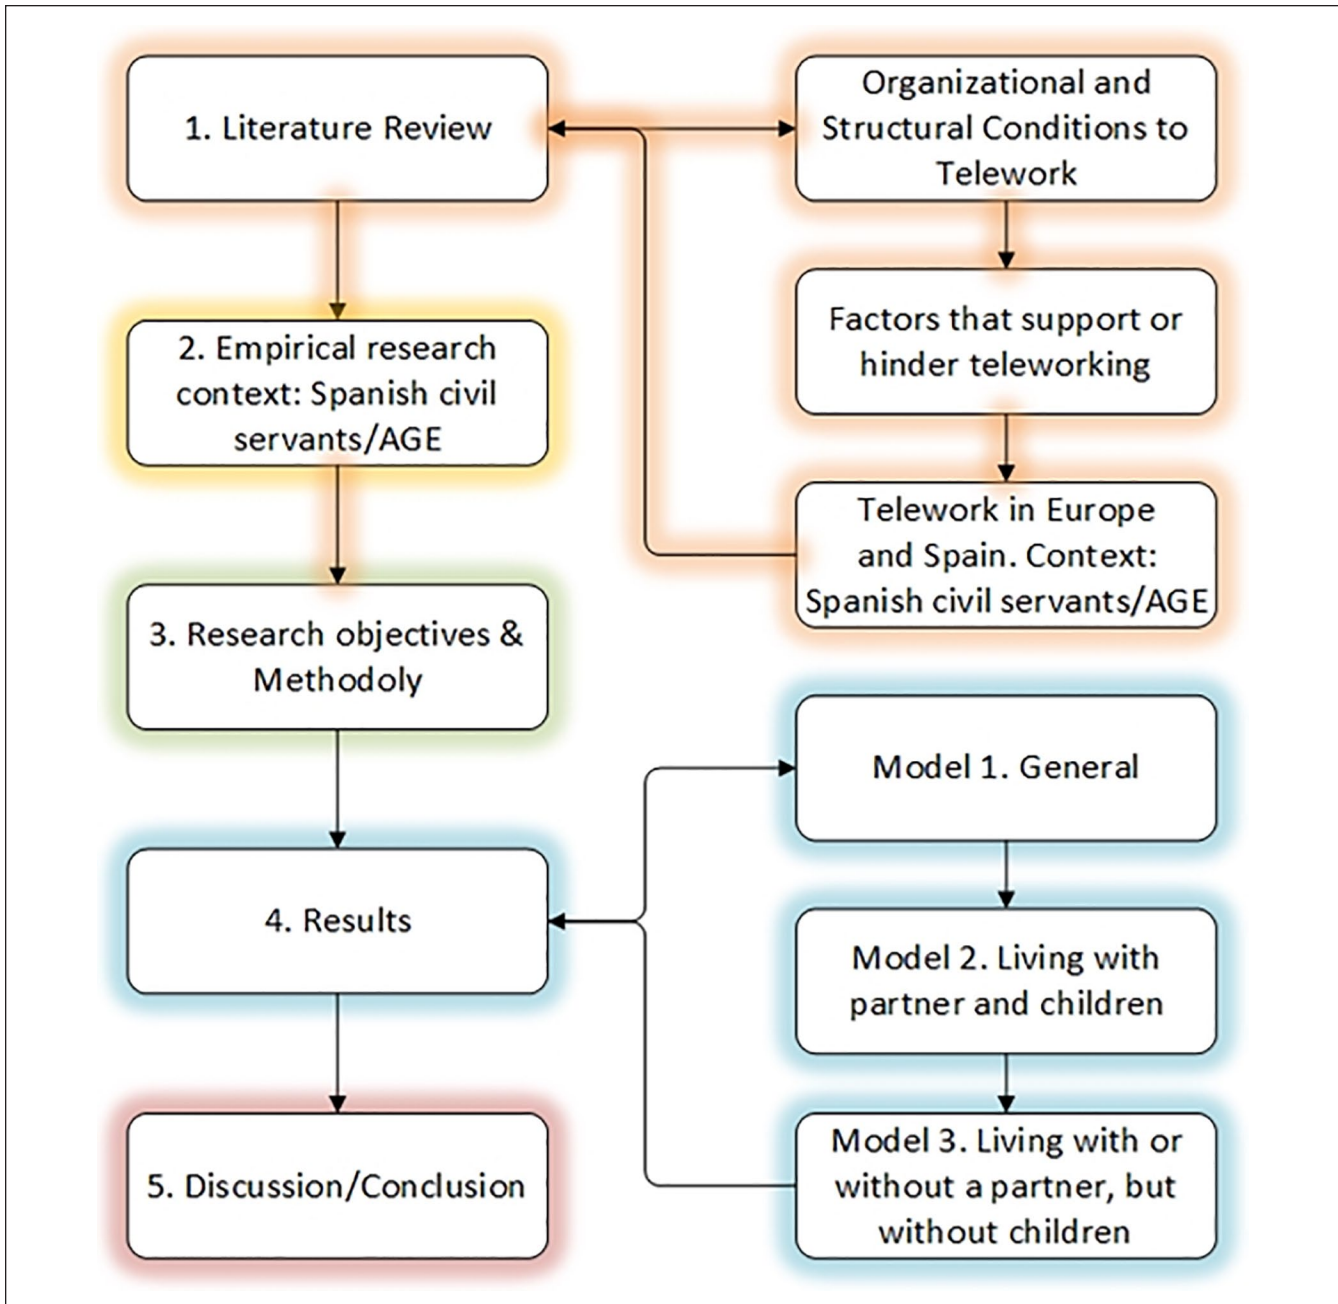 1. Literature Review
2. Empirical research
context: Spanish civil
servants/AGE
3. Research objectives &
Methodoly
4. Results
5. Discussion/Conclusion
Organizational and
Structural Conditions to
Telework
Factors that support or
hinder teleworking
Telework in Europe
and Spain. Context:
Spanish civil servants/AGE
Model 1. General
Model 2. Living with
partner and children
Model 3. Living with or
without a partner, but
without children